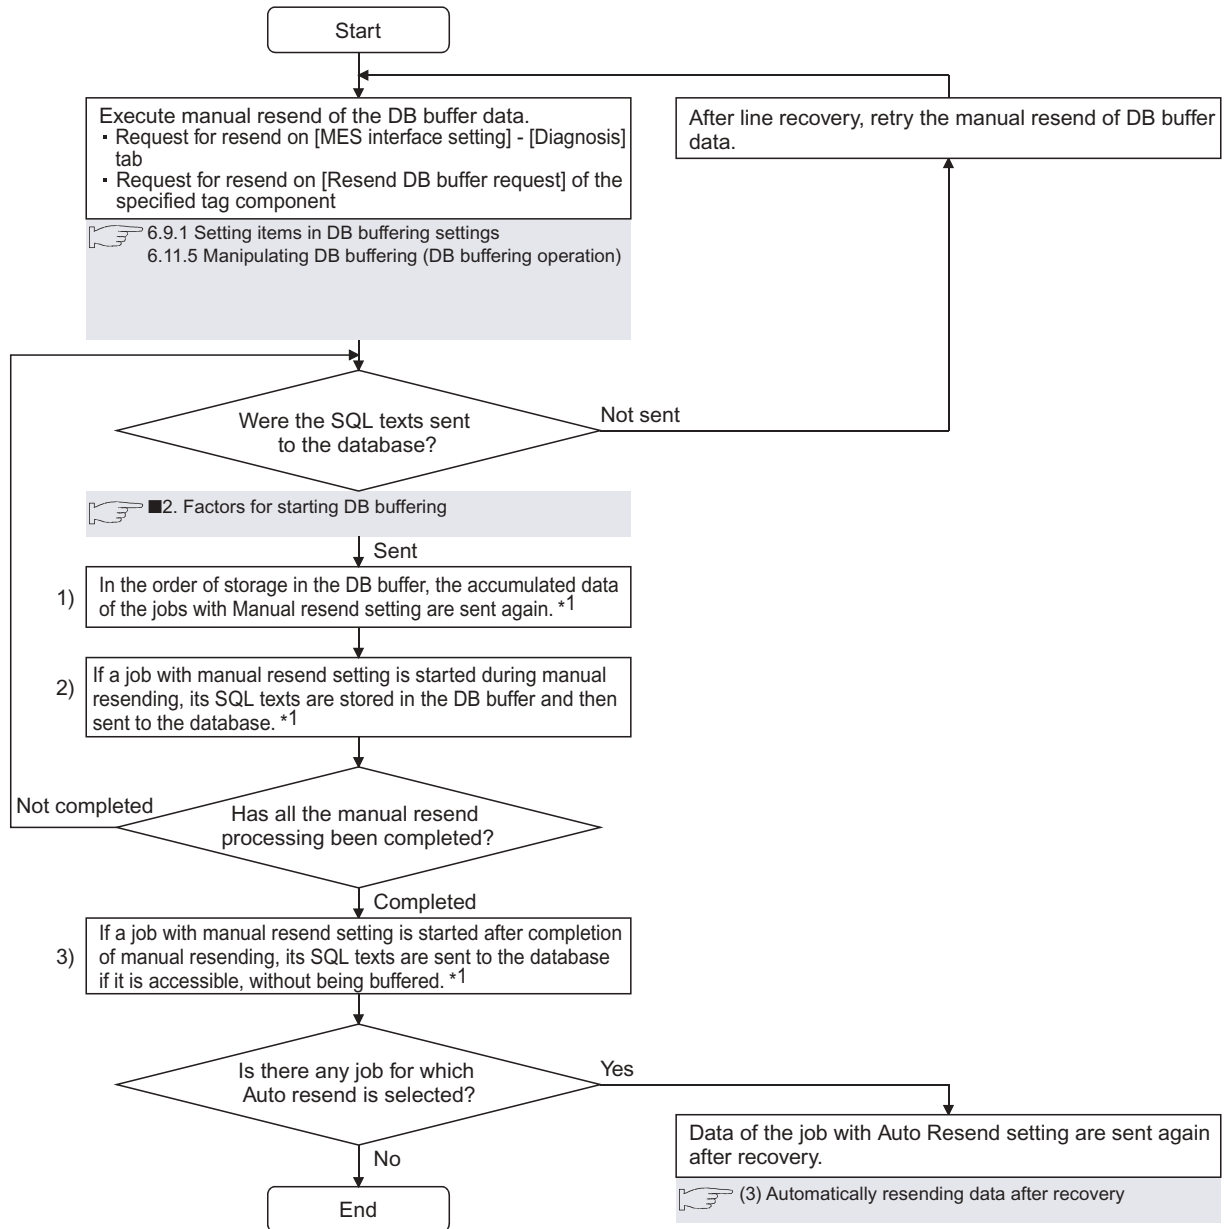 Start
Execute manual resend of the DB buffer data.
· Request for resend on [MES interface setting] - [Diagnosis]
tab
· Request for resend on [Resend DB buffer request] of the
specified tag component
6.9.1 Setting items in DB buffering settings
6.11.5 Manipulating DB buffering (DB buffering operation)
After line recovery, retry the manual resend of DB buffer
data.
Were the SQL texts sent
to the database?
Not sent
■2. Factors for starting DB buffering
Sent
1)
In the order of storage in the DB buffer, the accumulated data
of the jobs with Manual resend setting are sent again. *1
2)
If a job with manual resend setting is started during manual
resending, its SQL texts are stored in the DB buffer and then
sent to the database. *1
Not completed
Has all the manual resend
processing been completed?
Completed
3)
If a job with manual resend setting is started after completion
of manual resending, its SQL texts are sent to the database
if it is accessible, without being buffered. *1
Is there any job for which
Auto resend is selected?
Yes
No
Data of the job with Auto Resend setting are sent again
after recovery.
(3) Automatically resending data after recovery
End